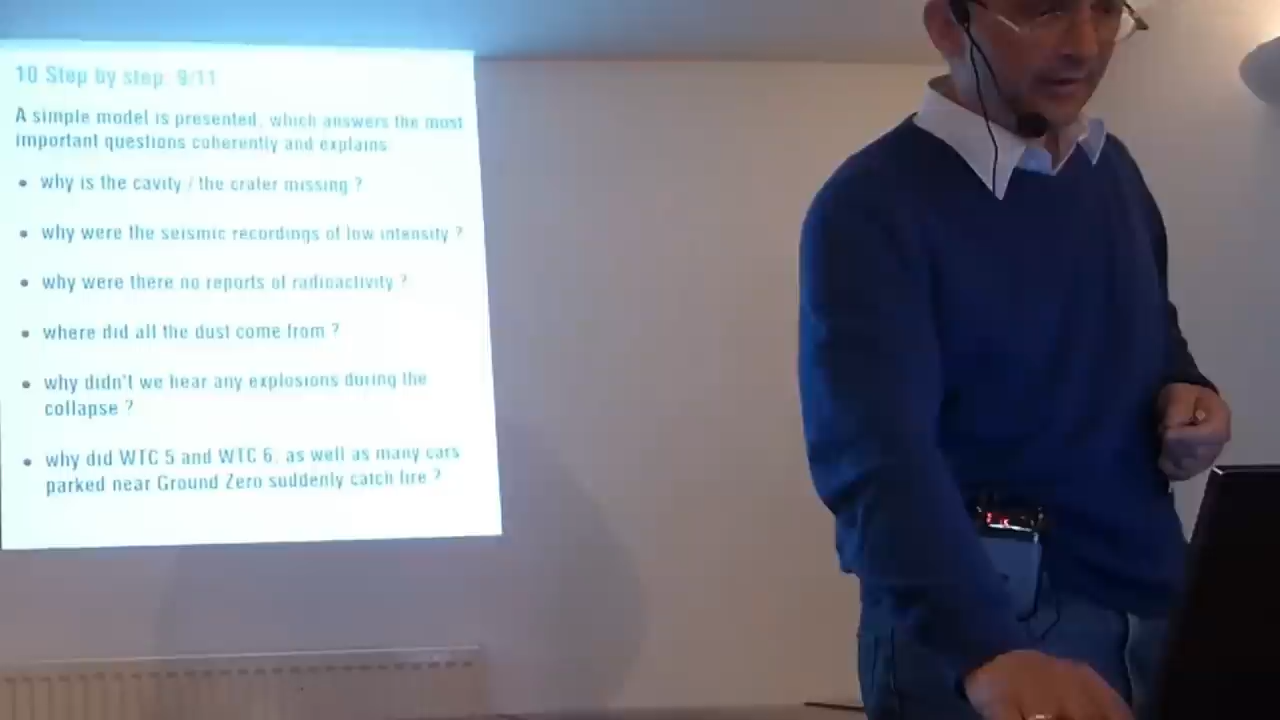 10 Step by step: 9/11
A simple model is presented, which answers the most
important questions coherently and explains
• why is the cavity / the crater missing ?
• why were the seismic recordings of low intensity ?
• why were there no reports of radioactivity ?
• where did all the dust come from ?
• why didn't we hear any explosions during the
collapse ?
• why did WTC 5 and WTC 6, as well as many cars
parked near Ground Zero suddenly catch fire ?